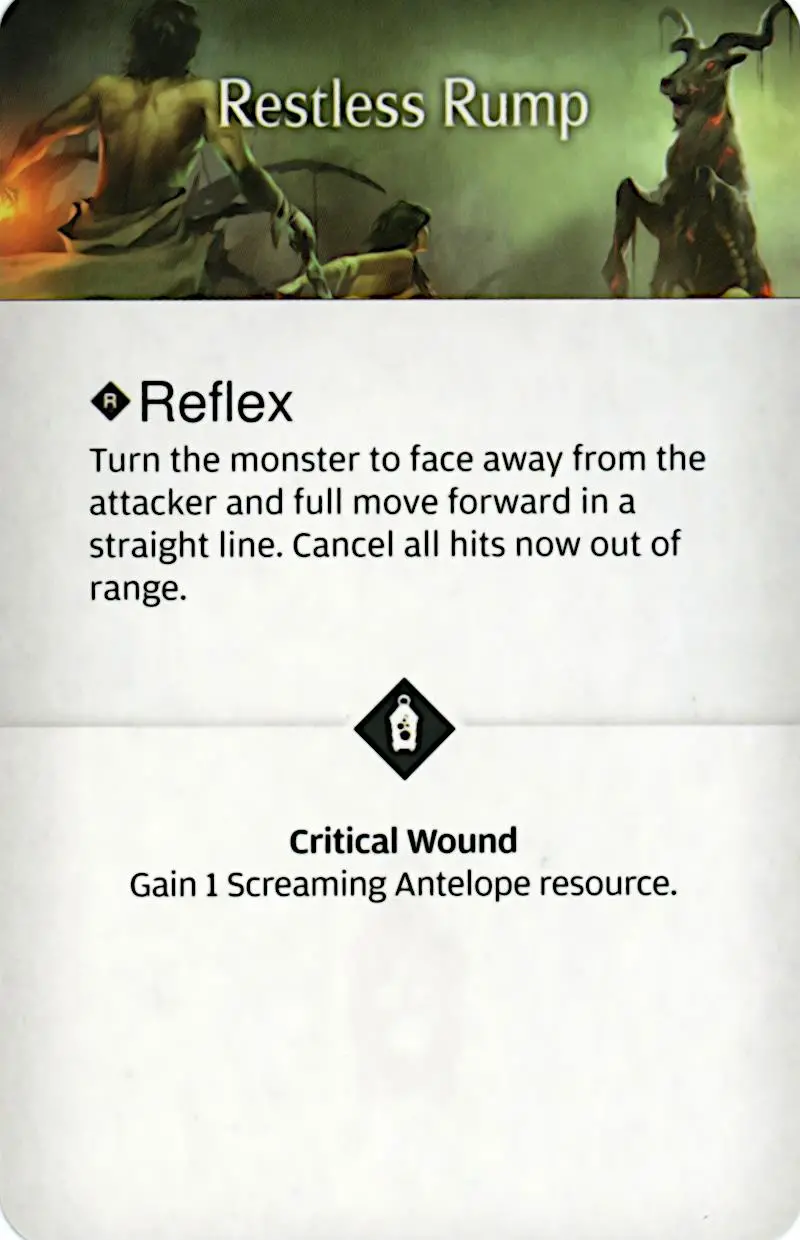 Restless Rump
R Reflex
Turn the monster to face away from the
attacker and full move forward in a
straight line. Cancel all hits now out of
range.
Critical Wound
Gain 1 Screaming Antelope resource.